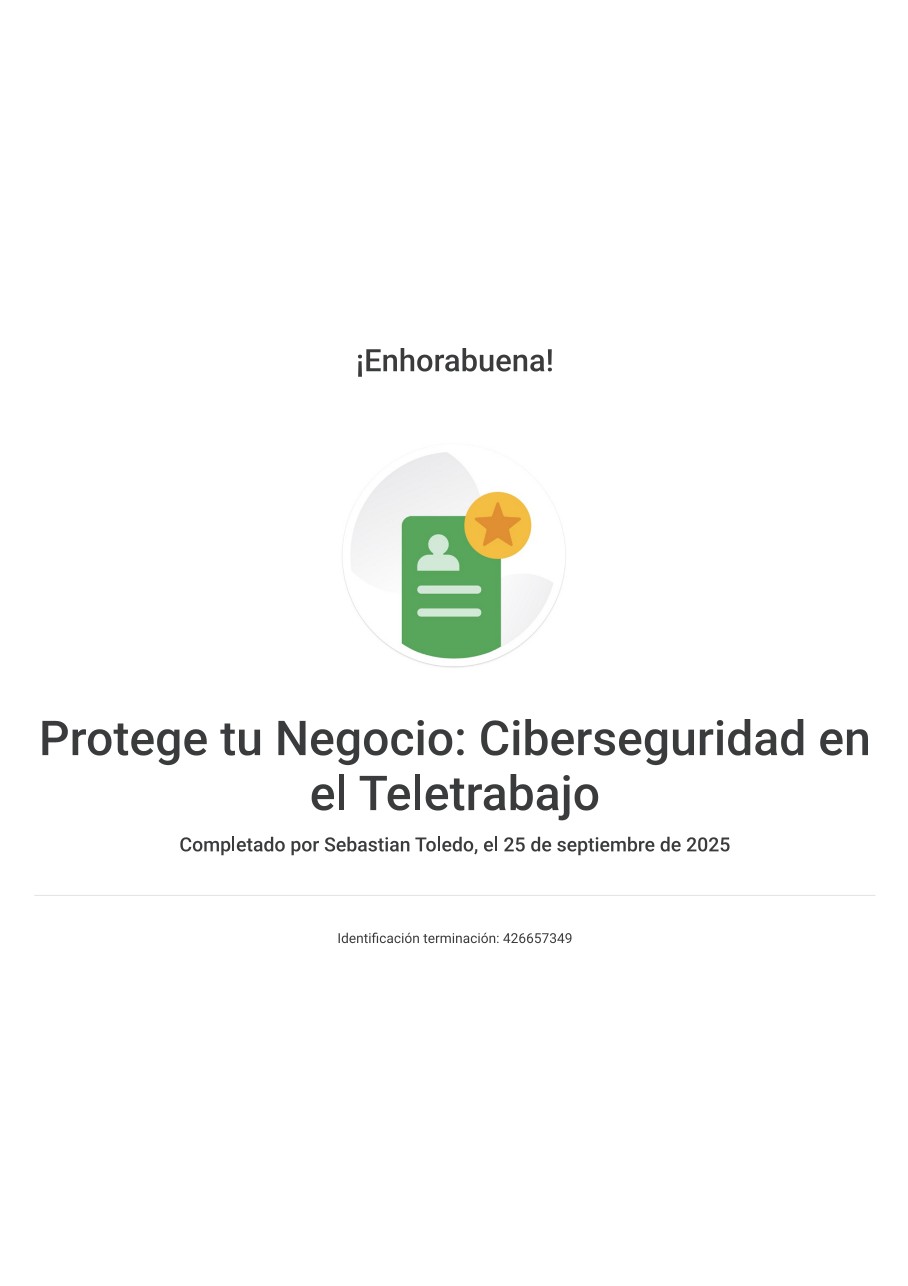 ¡Enhorabuena!
Protege tu Negocio: Ciberseguridad en
el Teletrabajo
Completado por Sebastian Toledo, el 25 de septiembre de 2025
Identificación terminación: 426657349